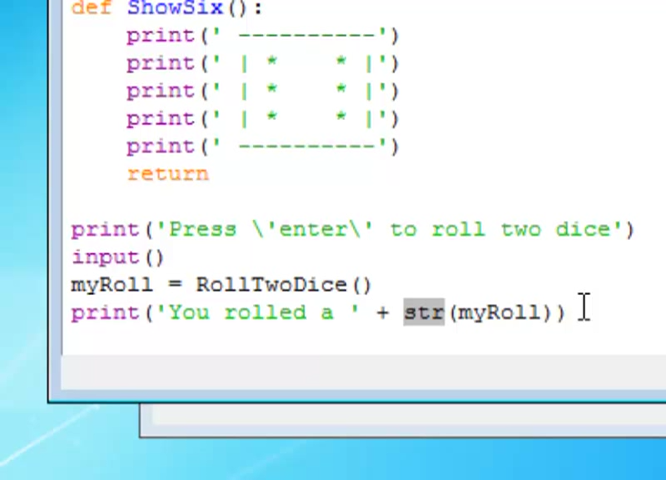 def ShowSix():
    print(' ----------')
    print(' | *    * |')
    print(' | *    * |')
    print(' | *    * |')
    print(' ----------')
    return

print('Press \'enter\' to roll two dice')
input()
myRoll = RollTwoDice()
print('You rolled a ' + str(myRoll))